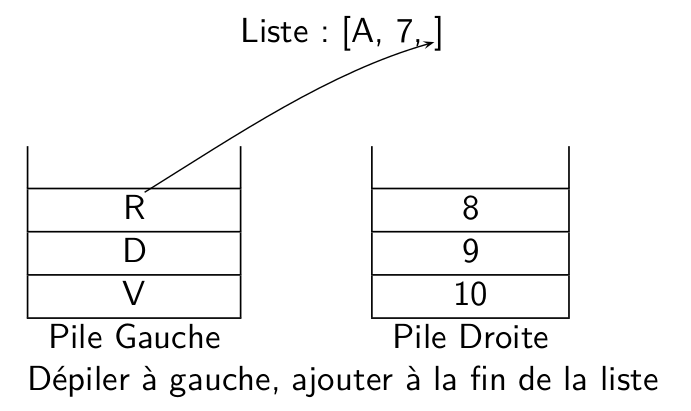 Liste : [A, 7, ]
R
8
D
9
V
10
Pile Gauche
Pile Droite
Dépiler à gauche, ajouter à la fin de la liste